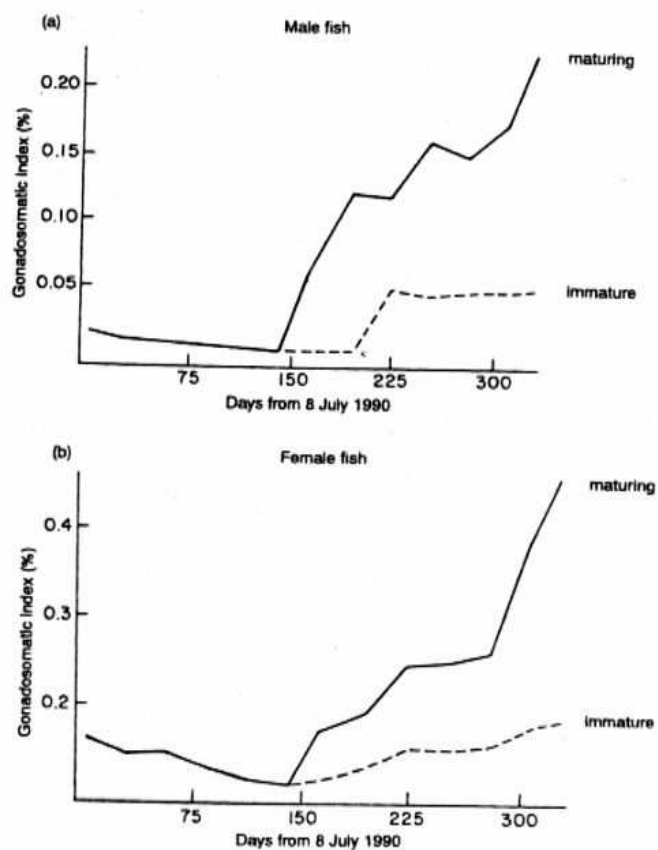 (a)
Male fish
maturing
0.20
0.15
0.10
0.05
Gonadosomatic Index (%)
immature
75 150 225 300
Days from 8 July 1990
(b)
Female fish
maturing
0.4
0.3
0.2
Gonadosomatic Index (%)
immature
75 150 225 300
Days from 8 July 1990